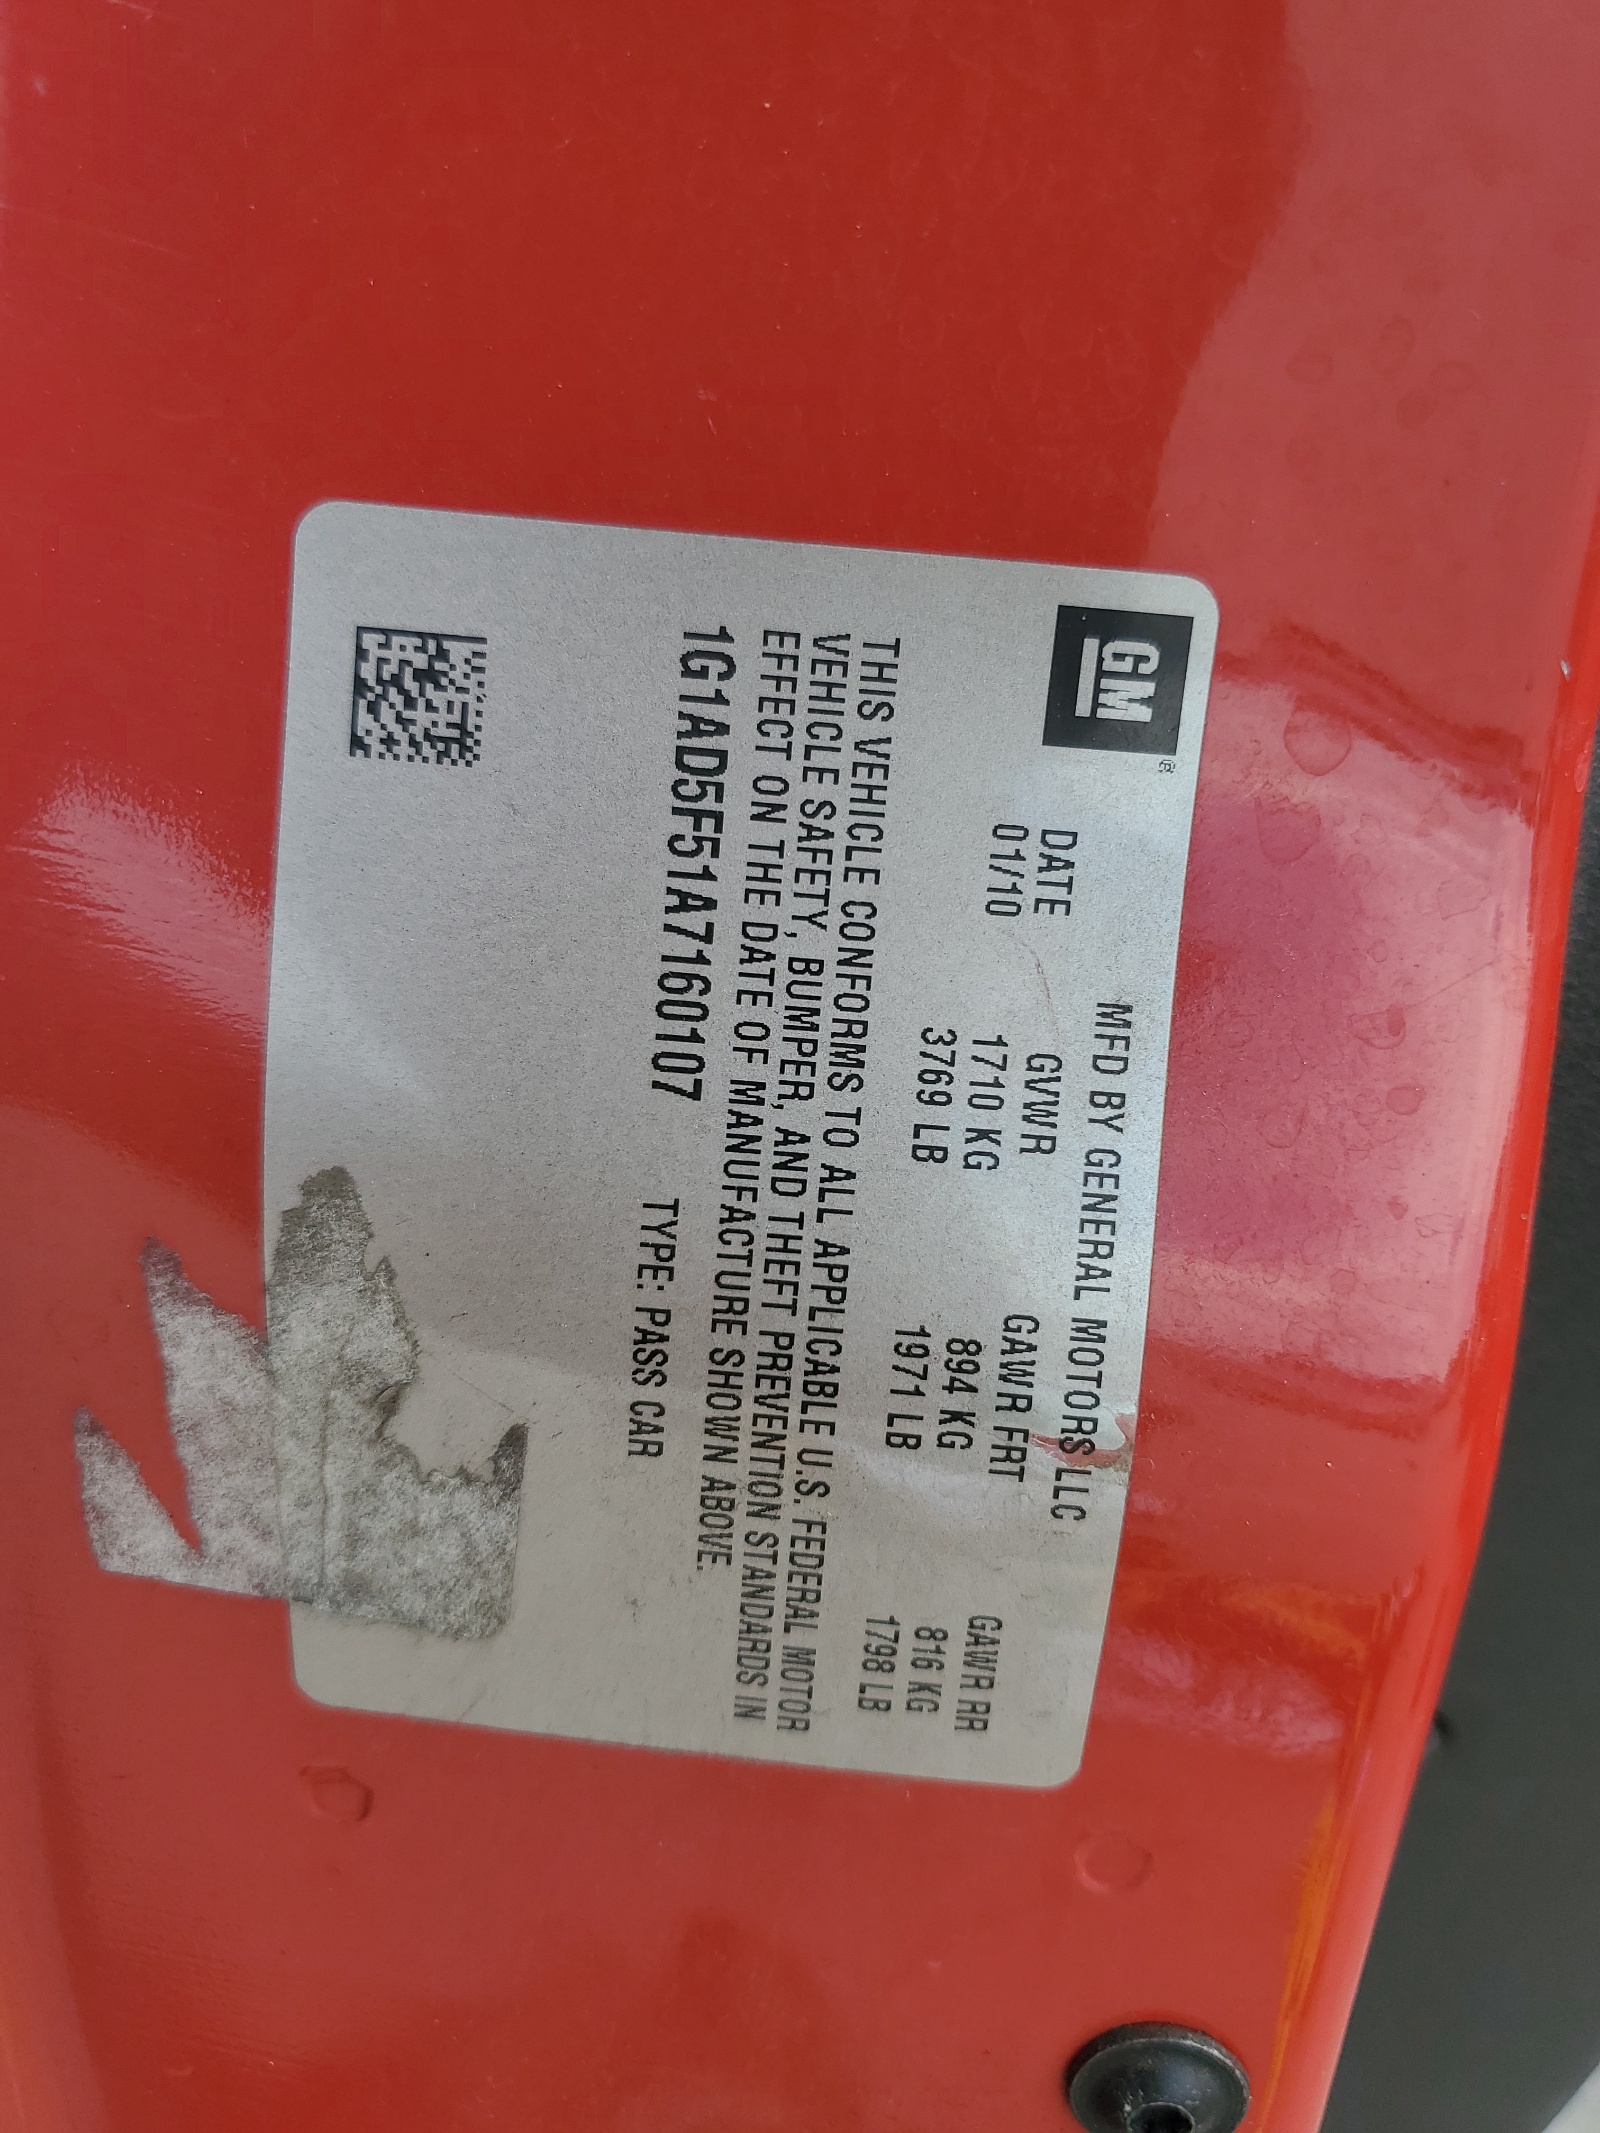 GM®
MFD BY GENERAL MOTORS LLC
DATE GVWR GAWR FRT GAWR RR
01/10 1710 KG 894 KG 816 KG
3769 LB 1971 LB 1798 LB
THIS VEHICLE CONFORMS TO ALL APPLICABLE U.S. FEDERAL MOTOR
VEHICLE SAFETY, BUMPER, AND THEFT PREVENTION STANDARDS IN
EFFECT ON THE DATE OF MANUFACTURE SHOWN ABOVE.
1G1AD5F51A7160107 TYPE: PASS CAR